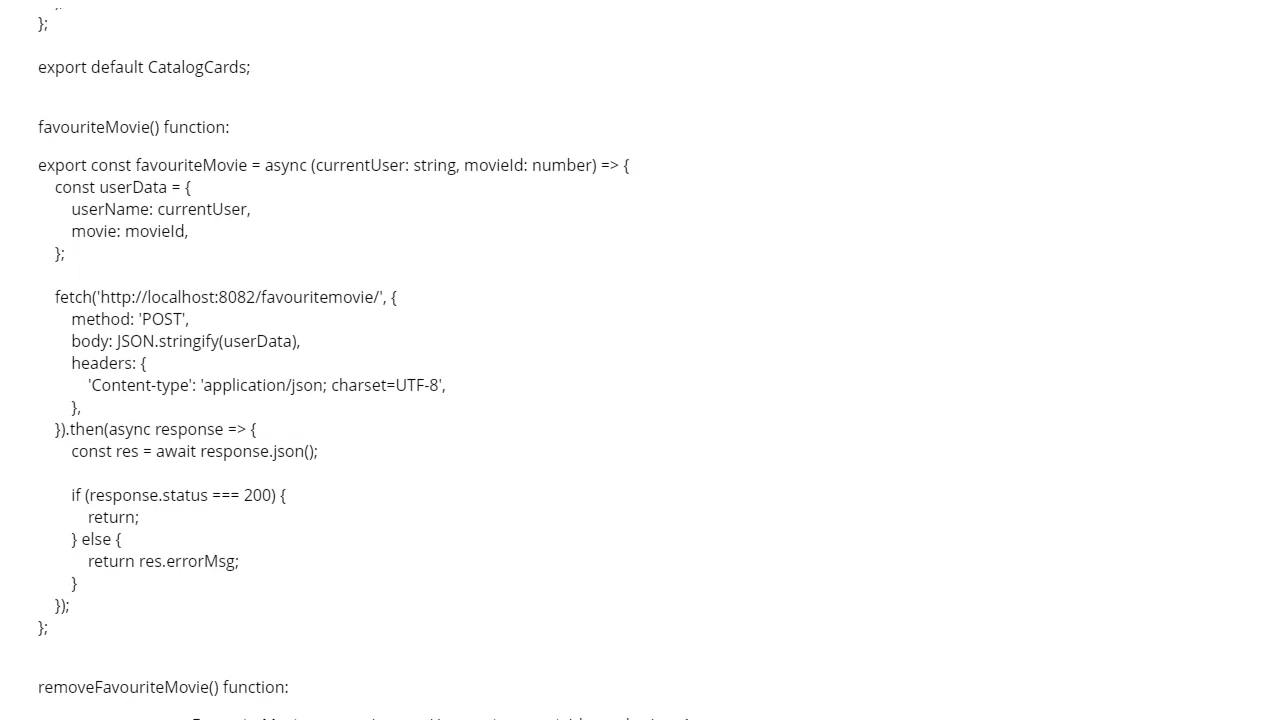 };
export default CatalogCards;
favouriteMovie() function:
export const favouriteMovie = async (currentUser: string, movieId: number) => {
const userData = {
userName: currentUser,
movie: movieId,
};
fetch('http://localhost:8082/favouritemovie/', {
method: 'POST',
body: JSON.stringify(userData),
headers: {
'Content-type': 'application/json; charset=UTF-8',
},
}).then(async response => {
const res = await response.json();
if (response.status === 200) {
return;
} else {
return res.errorMsg;
}
});
};
removeFavouriteMovie() function: